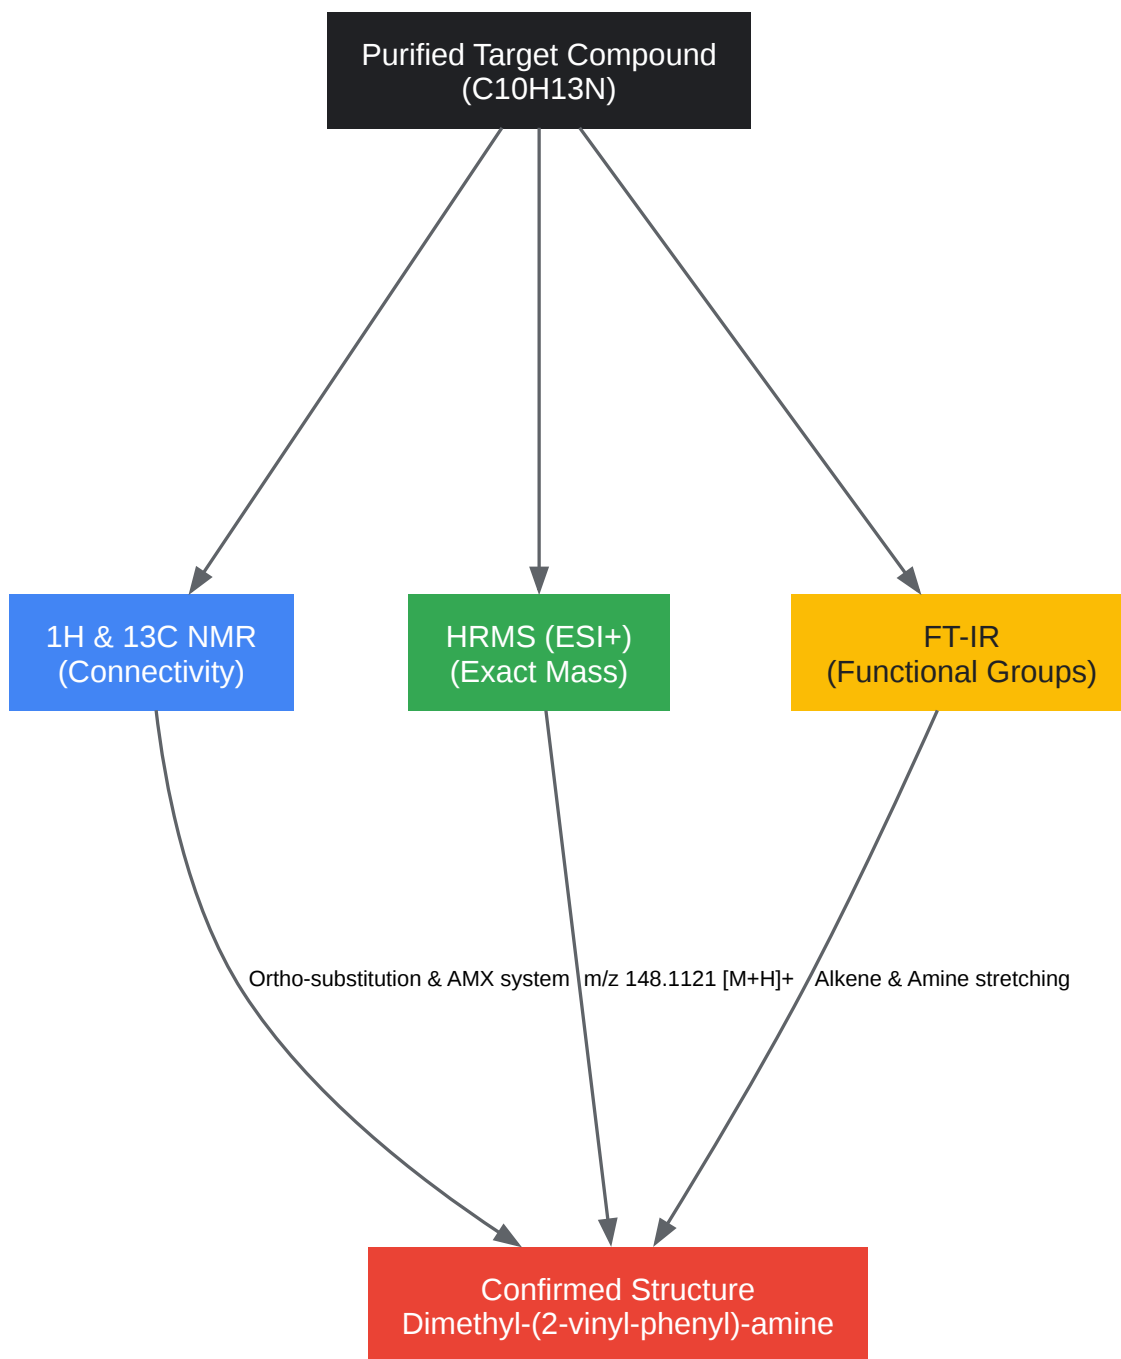 Purified Target Compound
(C10H13N)
1H & 13C NMR
(Connectivity)
HRMS (ESI+)
(Exact Mass)
FT-IR
(Functional Groups)
Ortho-substitution & AMX system
m/z 148.1121 [M+H]+
Alkene & Amine stretching
Confirmed Structure
Dimethyl-(2-vinyl-phenyl)-amine